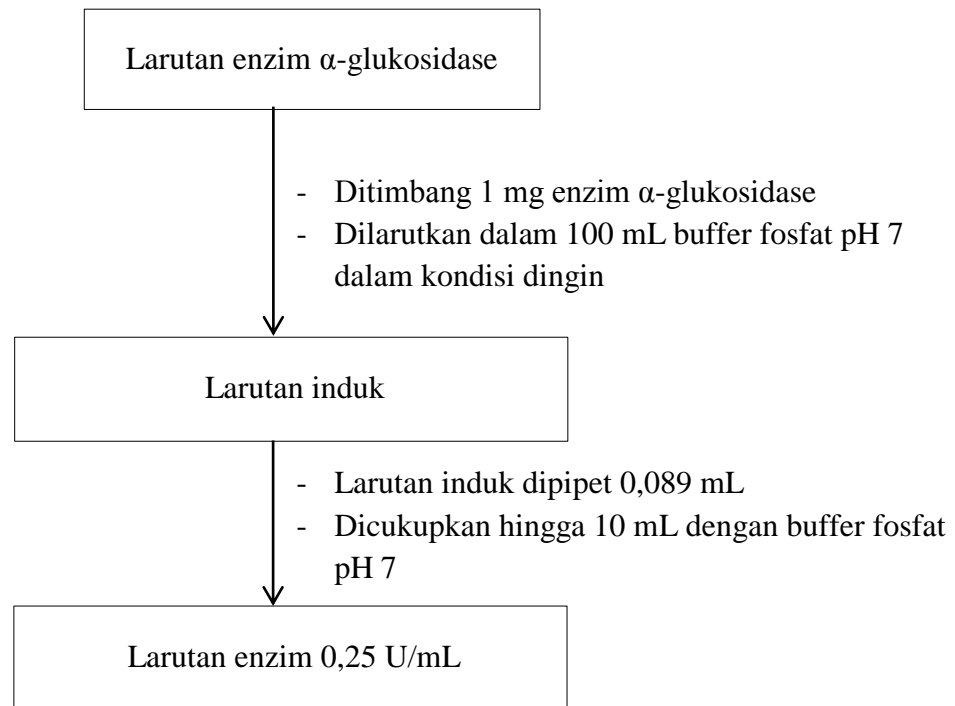 Larutan enzim α-glukosidase
- Ditimbang 1 mg enzim α-glukosidase
- Dilarutkan dalam 100 mL buffer fosfat pH 7
dalam kondisi dingin
Larutan induk
- Larutan induk dipipet 0,089 mL
- Dicukupkan hingga 10 mL dengan buffer fosfat
pH 7
Larutan enzim 0,25 U/mL